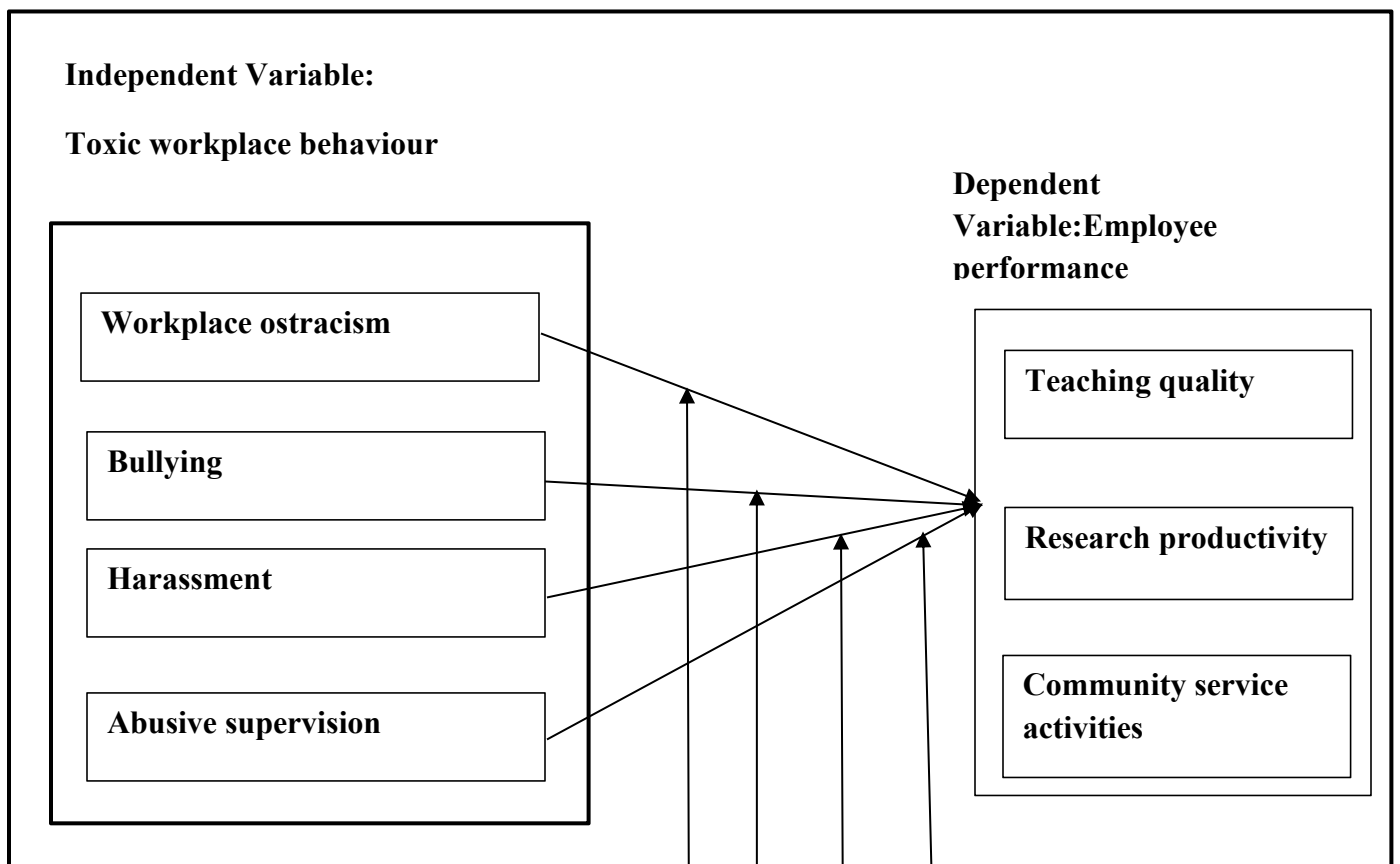 Independent Variable:
Toxic workplace behaviour
Dependent
Variable:Employee
performance
Workplace ostracism
Bullying
Harassment
Abusive supervision
Teaching quality
Research productivity
Community service
activities